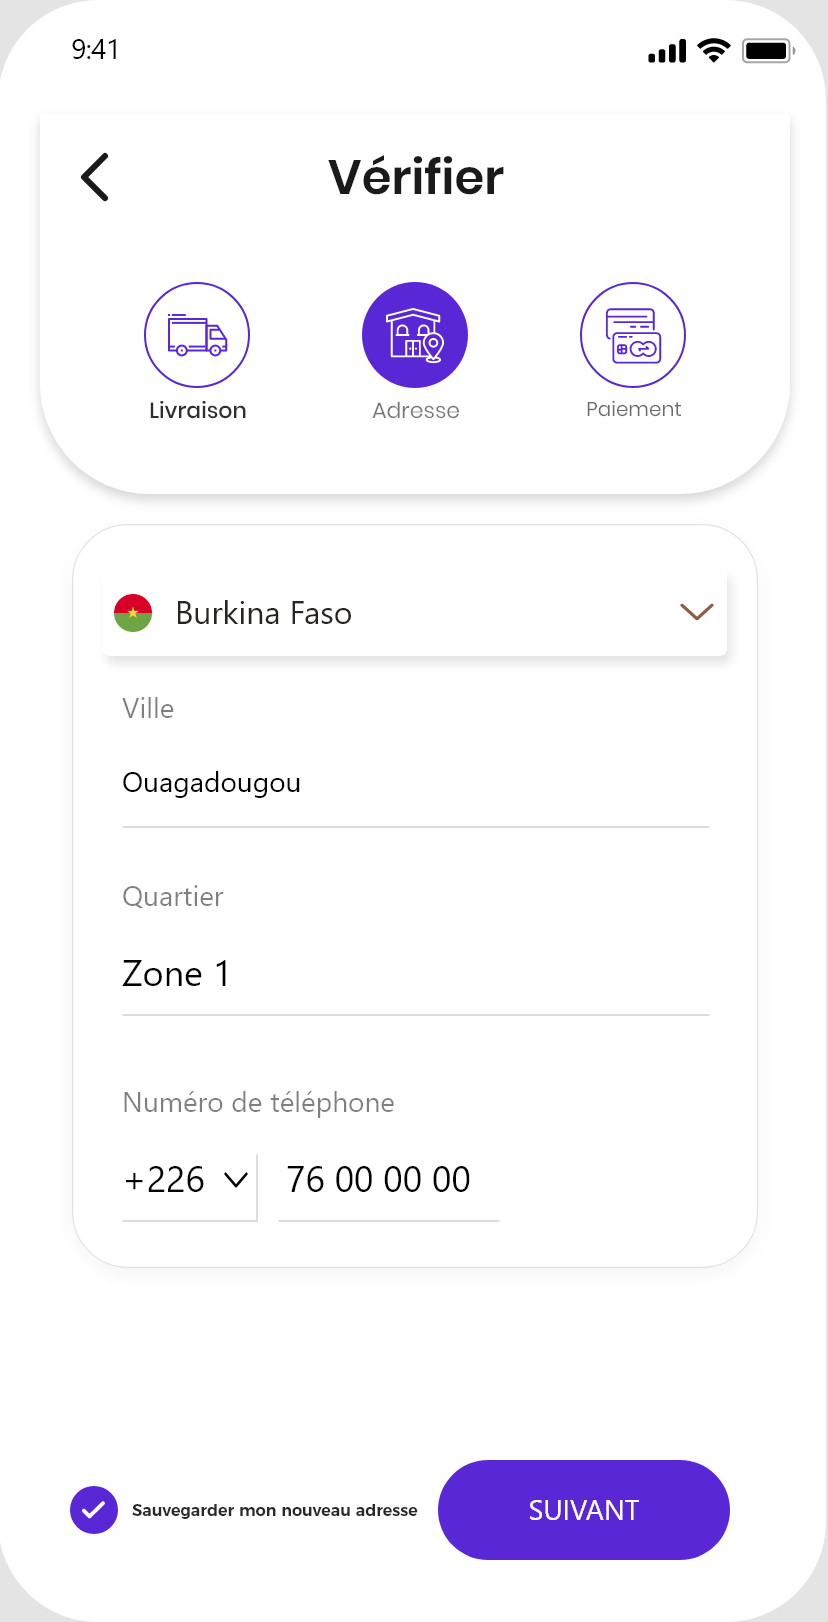 9:41
Vérifier
Livraison
Adresse
Paiement
Burkina Faso
Ville
Ouagadougou
Quartier
Zone 1
Numéro de téléphone
+226 76 00 00 00
Sauvegarder mon nouveau adresse
SUIVANT